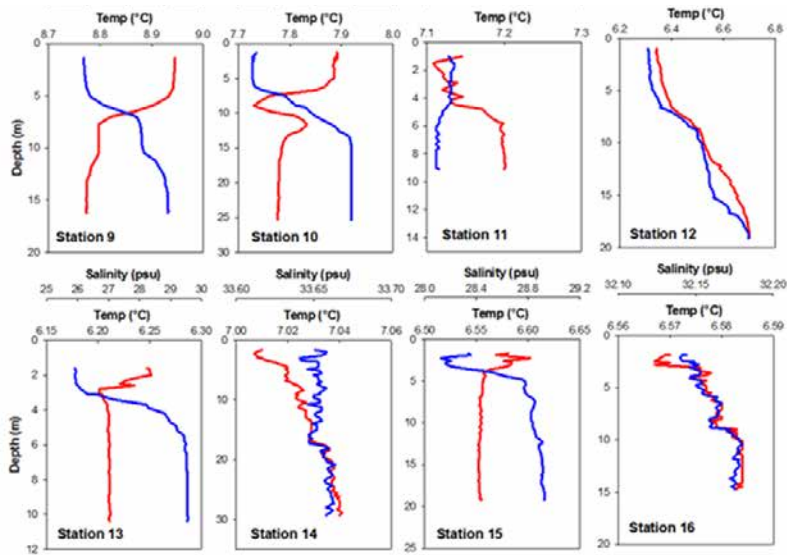 Temp (°C) Temp (°C) Temp (°C) Temp (°C)
8.7 8.8 8.9 9.0 7.7 7.8 7.9 8.0 7.1 7.2 7.3 6.2 6.4 6.6 6.8
0 0 0 0
5 5 2 5
10 10 4 10
15 15 6 15
20 20 8 20
25 10
30 12
14
Depth (m)
Station 9 Station 10 Station 11 Station 12
Salinity (psu) Salinity (psu) Salinity (psu) Salinity (psu)
25 26 27 28 29 30 33.60 33.65 33.70 28.0 28.4 28.8 29.2 32.10 32.15 32.20
Temp (°C) Temp (°C) Temp (°C) Temp (°C)
6.15 6.20 6.25 6.30 7.00 7.02 7.04 7.06 6.50 6.55 6.60 6.65 6.56 6.57 6.58 6.59
0 0 0 0
2 10 5 5
4 20 10 10
6 30 15 15
8 20 20
10 25
12
Depth (m)
Station 13 Station 14 Station 15 Station 16